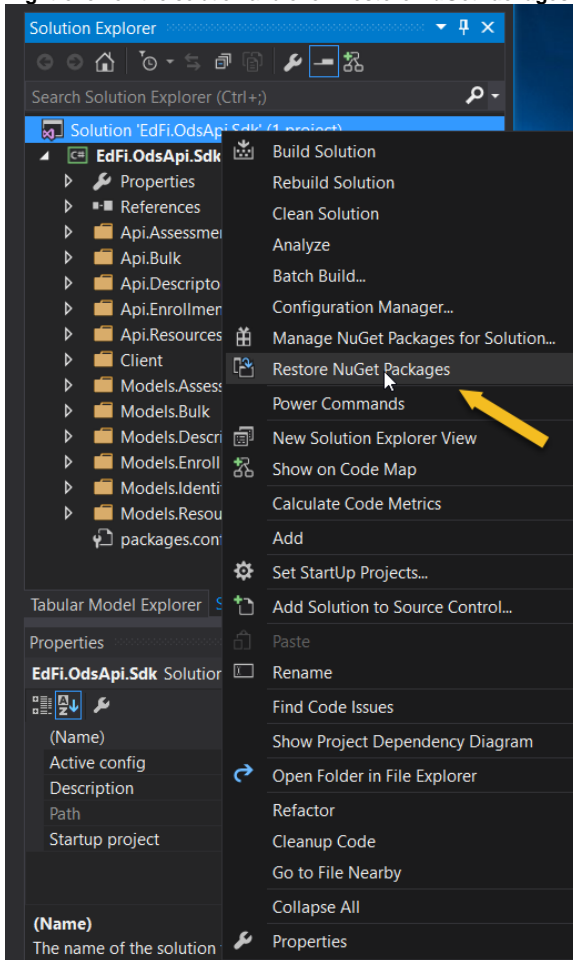 Solution Explorer
Search Solution Explorer (Ctrl+;)
Solution 'EdFi.OdsApi.Sdk' (1 project)
EdFi.OdsApi.Sdk
Properties
References
Api.Assessme
Api.Bulk
Api.Descripto
Api.Enrollmer
Api.Resources
Client
Models.Assess
Models.Bulk
Models.Descri
Models.Enroll
Models.Identi
Models.Resou
packages.con
Tabular Model Explorer
Properties
EdFi.OdsApi.Sdk Solution
(Name)
Active config
Description
Path
Startup project
(Name)
The name of the solution
Build Solution
Rebuild Solution
Clean Solution
Analyze
Batch Build...
Configuration Manager...
Manage NuGet Packages for Solution...
Restore NuGet Packages
Power Commands
New Solution Explorer View
Show on Code Map
Calculate Code Metrics
Add
Set StartUp Projects...
Add Solution to Source Control...
Paste
Rename
Find Code Issues
Show Project Dependency Diagram
Open Folder in File Explorer
Refactor
Cleanup Code
Go to File Nearby
Collapse All
Properties